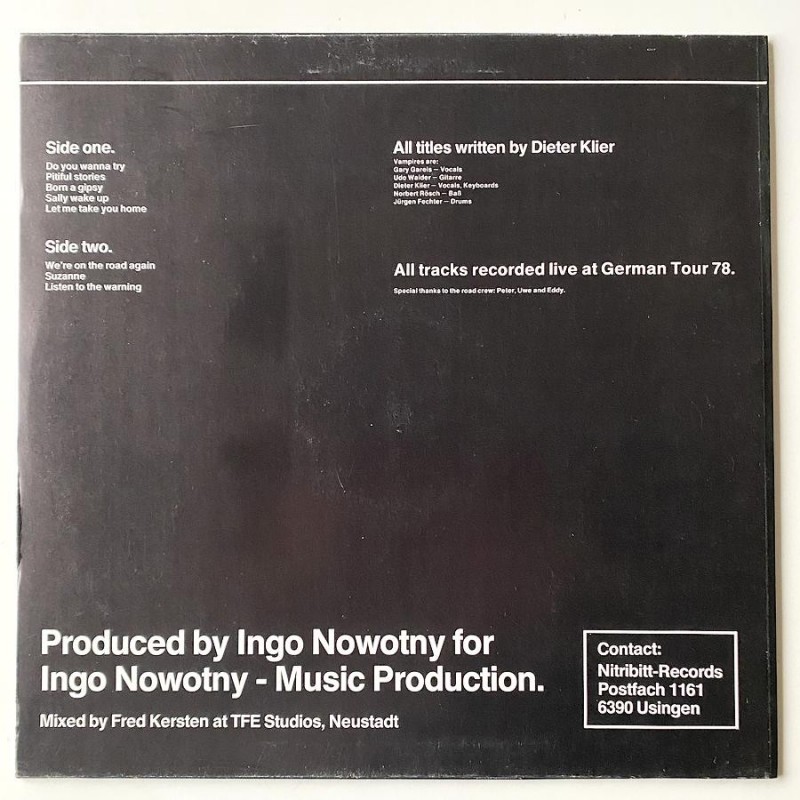 Side one.
Do you wanna try
Pitiful stories
Born a gipsy
Sally wake up
Let me take you home
Side two.
We're on the road again
Suzanne
Listen to the warning
All titles written by Dieter Klier
Vampires are:
Gary Gareis – Vocals
Udo Walder – Gitarre
Dieter Klier – Vocals, Keyboards
Norbert Rösch – Baß
Jürgen Fechter – Drums
All tracks recorded live at German Tour 78.
Special thanks to the road crew: Peter, Uwe and Eddy.
Produced by Ingo Nowotny for
Ingo Nowotny - Music Production.
Mixed by Fred Kersten at TFE Studios, Neustadt
Contact:
Nitribitt-Records
Postfach 1161
6390 Usingen